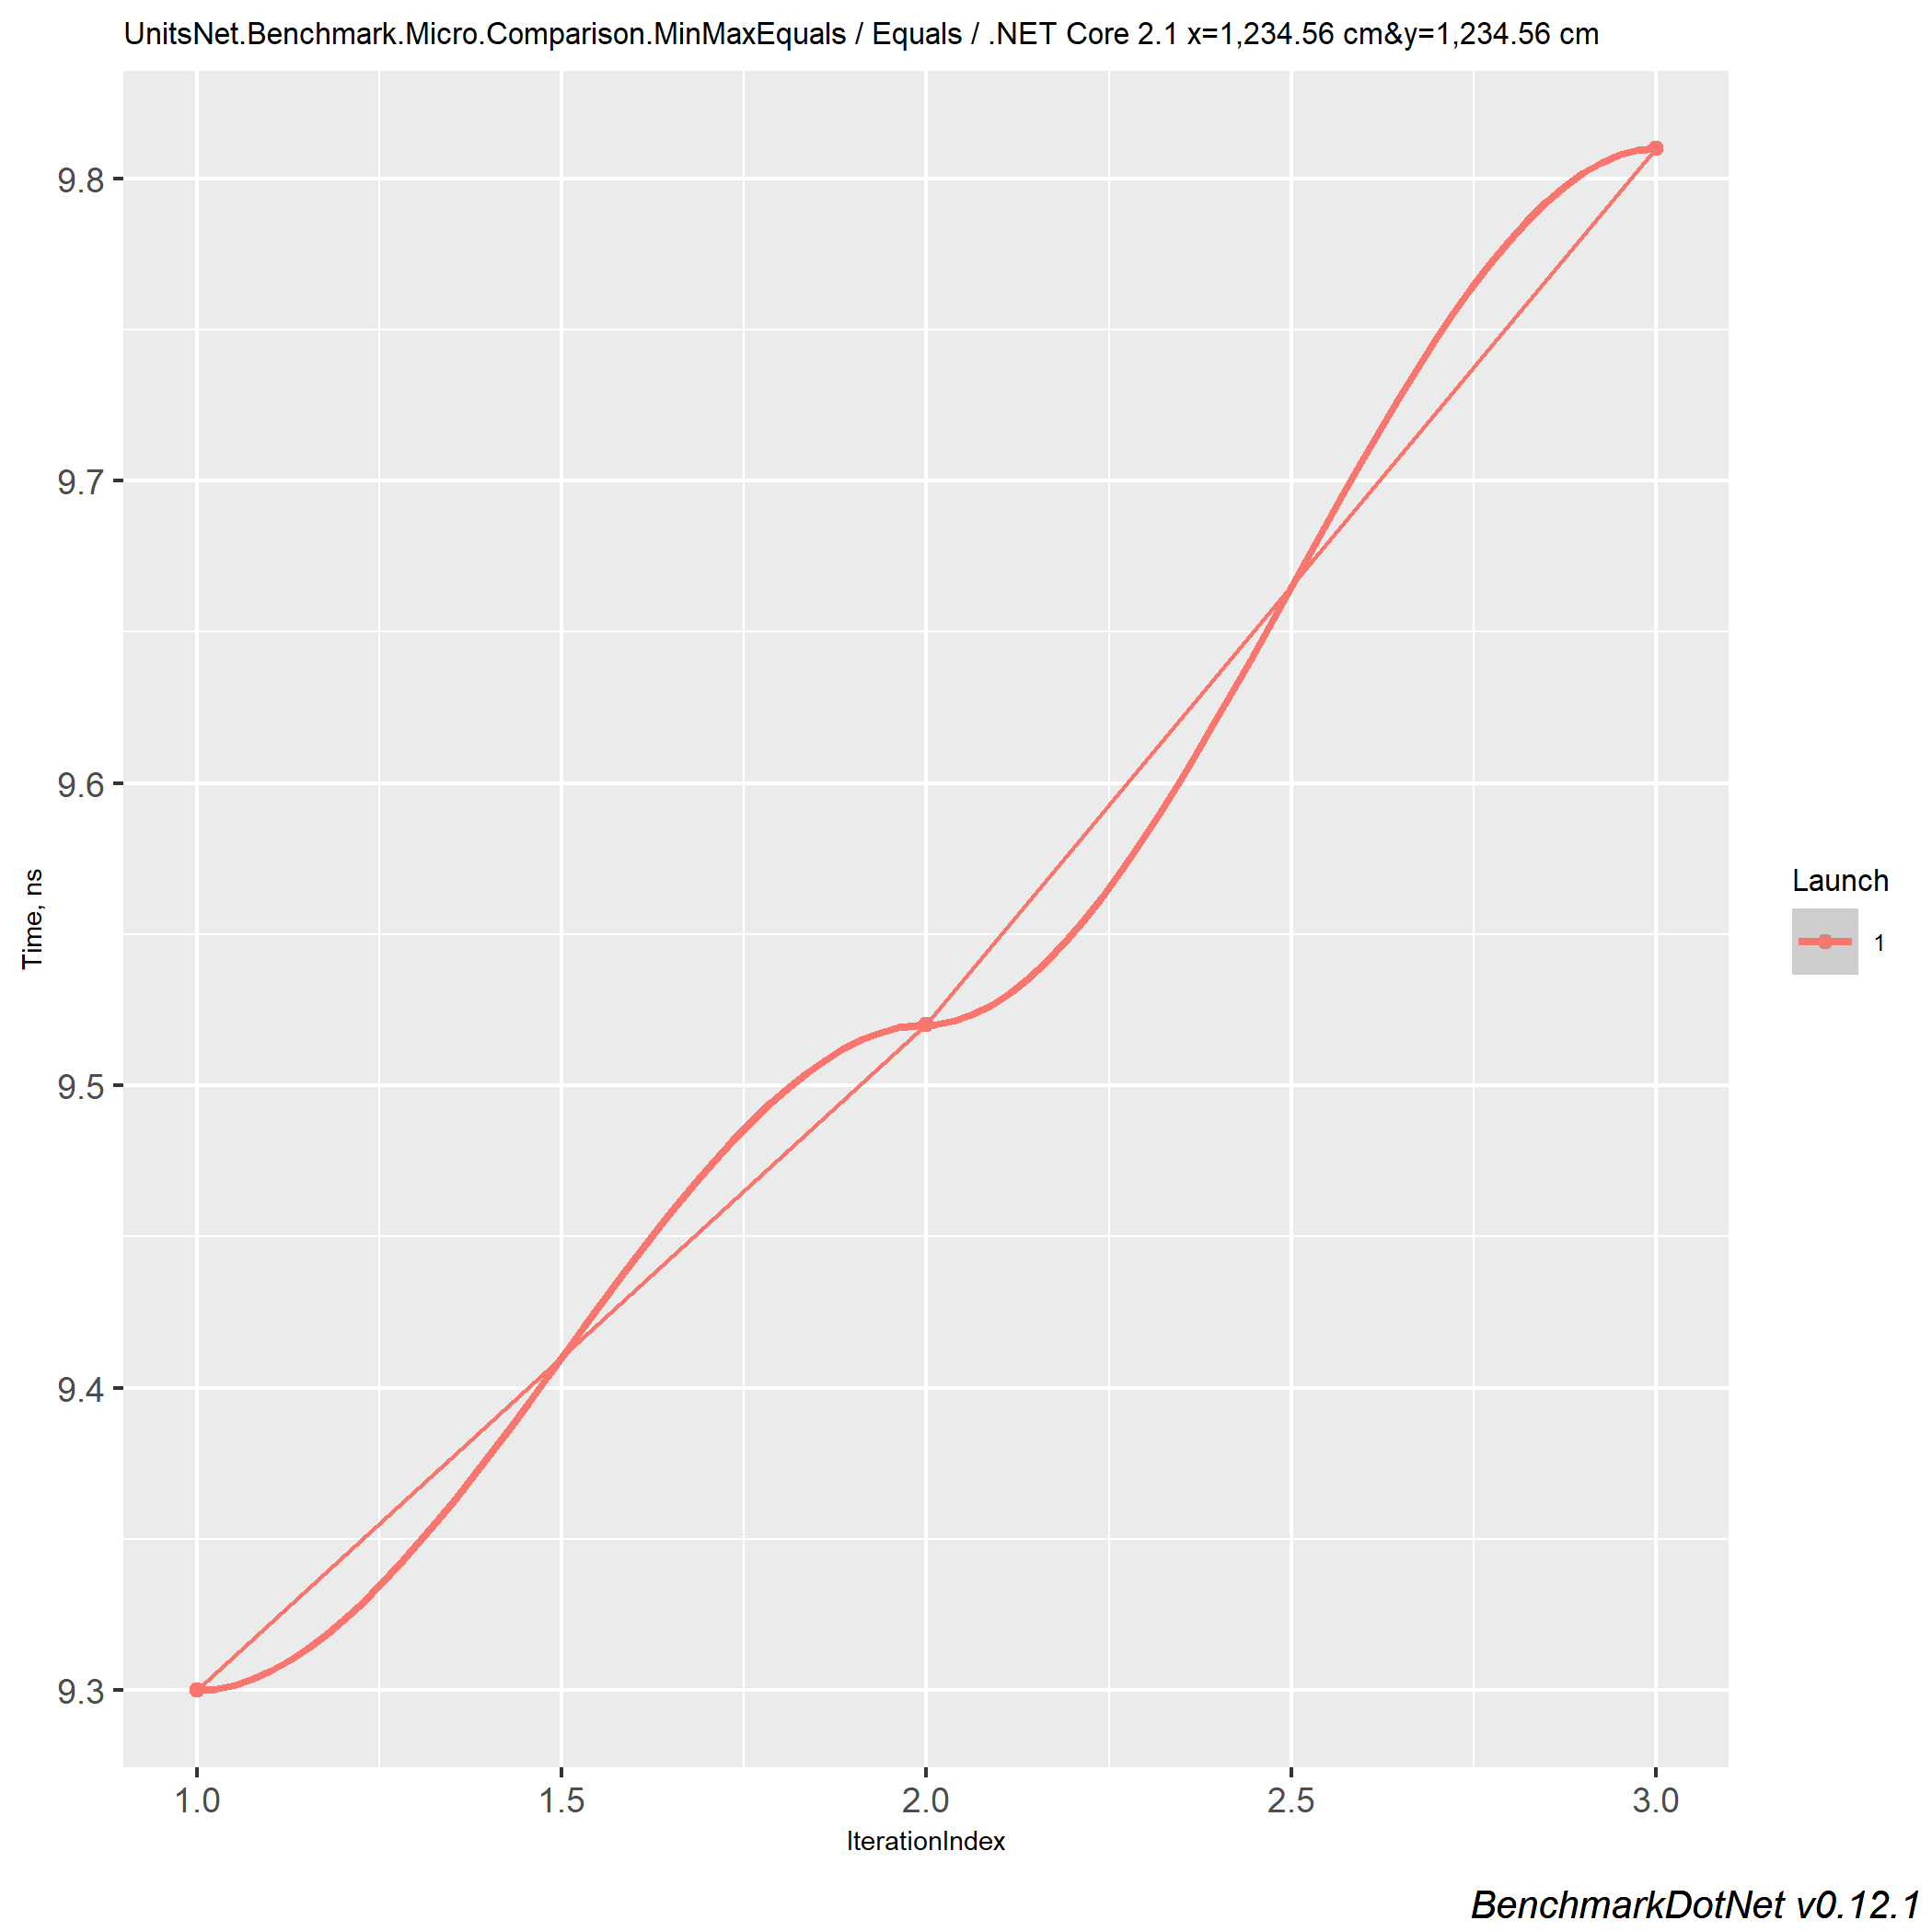 UnitsNet.Benchmark.Micro.Comparison.MinMaxEquals / Equals / .NET Core 2.1 x=1,234.56 cm&y=1,234.56 cm
9.8
9.7
9.6
9.5
9.4
9.3
Time, ns
1.0 1.5 2.0 2.5 3.0
IterationIndex
Launch
1
BenchmarkDotNet v0.12.1